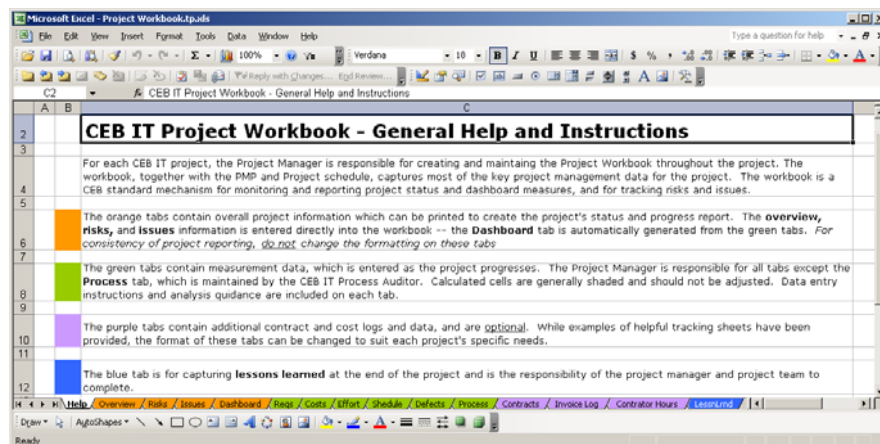 Microsoft Excel - Project Workbook.tp.xls
File Edit View Insert Format Tools Data Window Help
Type a question for help
100%
Verdana
10
B I U
$ % ,
Reply with Changes... End Review...
C2
fx CEB IT Project Workbook - General Help and Instructions
A B C
2 CEB IT Project Workbook - General Help and Instructions
3
For each CEB IT project, the Project Manager is responsible for creating and maintaing the Project Workbook throughout the project. The
workbook, together with the PMP and Project schedule, captures most of the key project management data for the project. The workbook is a
4 CEB standard mechanism for monitoring and reporting project status and dashboard measures, and for tracking risks and issues.
5
The orange tabs contain overall project information which can be printed to create the project's status and progress report. The overview,
risks, and issues information is entered directly into the workbook -- the Dashboard tab is automatically generated from the green tabs. For
6 consistency of project reporting, do not change the formatting on these tabs
7
The green tabs contain measurement data, which is entered as the project progresses. The Project Manager is responsible for all tabs except the
Process tab, which is maintained by the CEB IT Process Auditor. Calculated cells are generally shaded and should not be adjusted. Data entry
8 instructions and analysis guidance are included on each tab.
9
The purple tabs contain additional contract and cost logs and data, and are optional. While examples of helpful tracking sheets have been
10 provided, the format of these tabs can be changed to suit each project's specific needs.
11
The blue tab is for capturing lessons learned at the end of the project and is the responsibility of the project manager and project team to
12 complete.
Help Overview Risks Issues Dashboard Reqs Costs Effort Shedule Defects Process Contracts Invoice Log Contrator Hours LessnLrnd
Draw AutoShapes
Ready